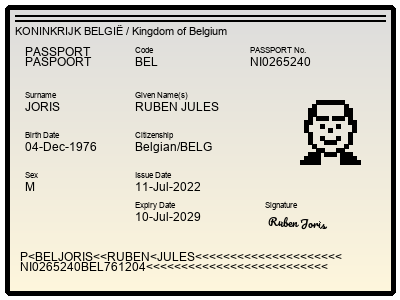 KONINKRIJK BELGIË / Kingdom of Belgium
PASSPORT
PASPOORT
Code
BEL
PASSPORT No.
NI0265240
Surname
JORIS
Given Name(s)
RUBEN JULES
Birth Date
04-Dec-1976
Citizenship
Belgian/BELG
Sex
M
Issue Date
11-Jul-2022
Expiry Date
10-Jul-2029
Signature
Ruben Joris
P<BELJORIS<<RUBEN<JULES<<<<<<<<<<<<<<<<<<<<<
NI0265240BEL761204<<<<<<<<<<<<<<<<<<<<<<<<<<